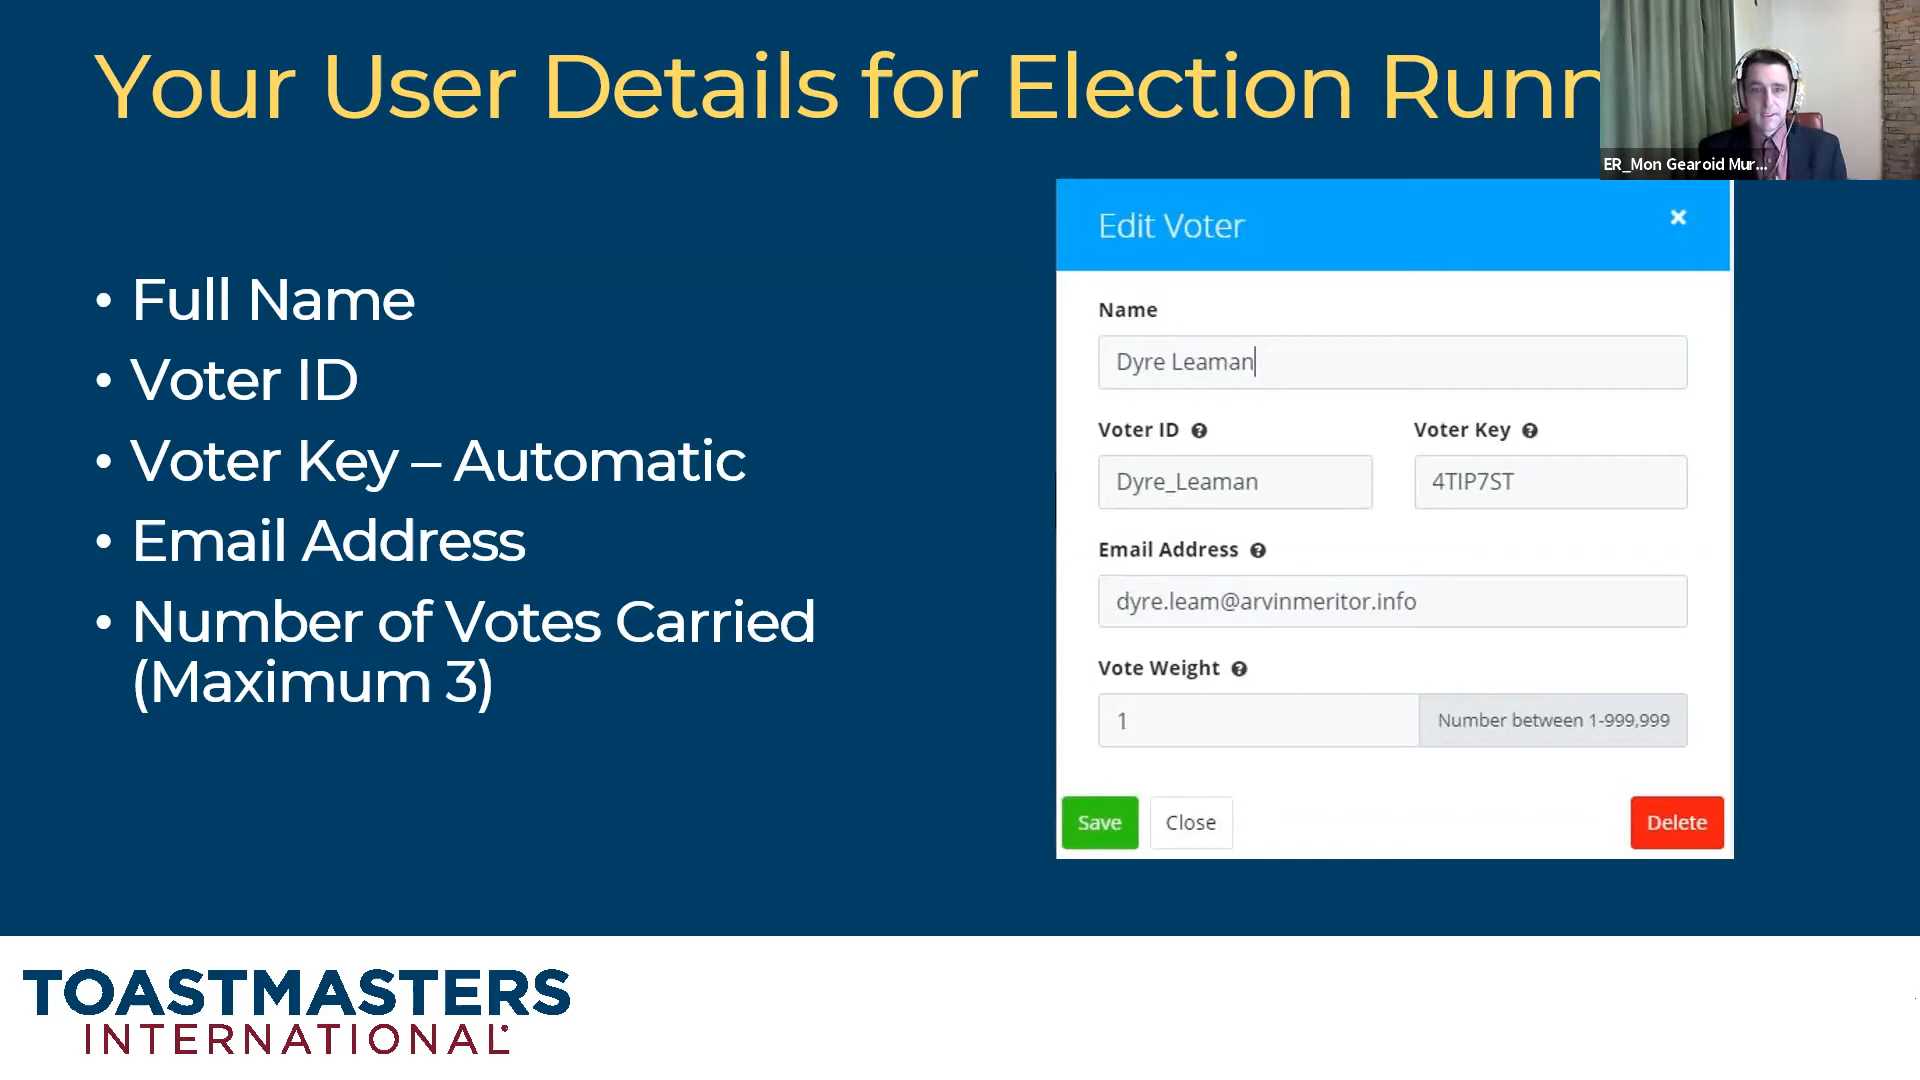 Your User Details for Election Runn
ER_Mon Gearoid Mur...
• Full Name
• Voter ID
• Voter Key – Automatic
• Email Address
• Number of Votes Carried
(Maximum 3)
Edit Voter
×
Name
Dyre Leaman
Voter ID
Voter Key
Dyre_Leaman
4TIP7ST
Email Address
dyre.leam@arvinmeritor.info
Vote Weight
1
Number between 1-999,999
Save
Close
Delete
TOASTMASTERS
INTERNATIONAL